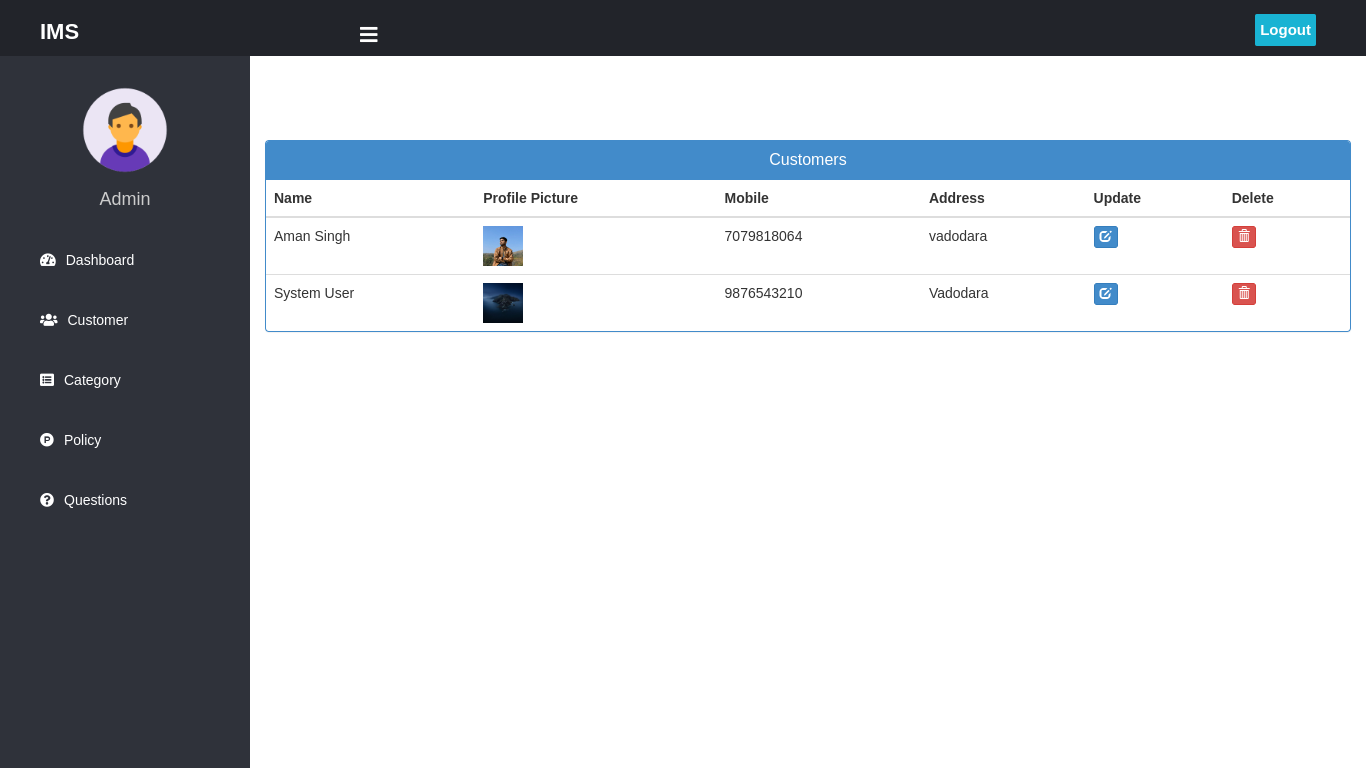 IMS
Logout
Admin
Dashboard
Customer
Category
Policy
Questions
Customers
Name Profile Picture Mobile Address Update Delete
Aman Singh 7079818064 vadodara
System User 9876543210 Vadodara